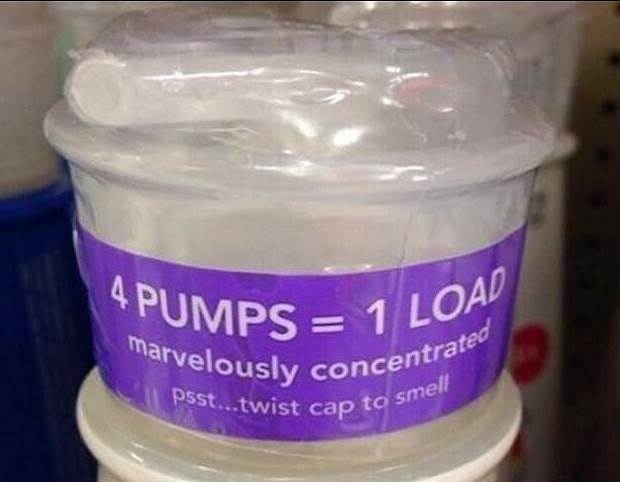 4 PUMPS = 1 LOAD
marvelously concentrated
psst...twist cap to smell